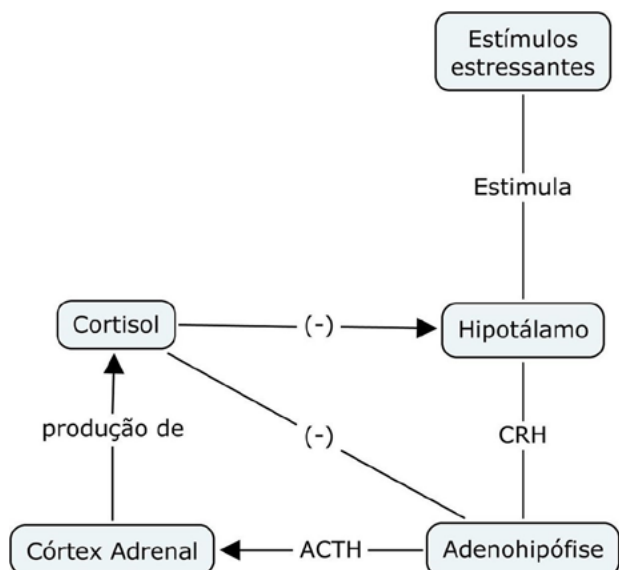 Estímulos
estressantes
Estimula
Cortisol
(-)
Hipotálamo
produção de
(-)
CRH
Córtex Adrenal
ACTH
Adenohipófise